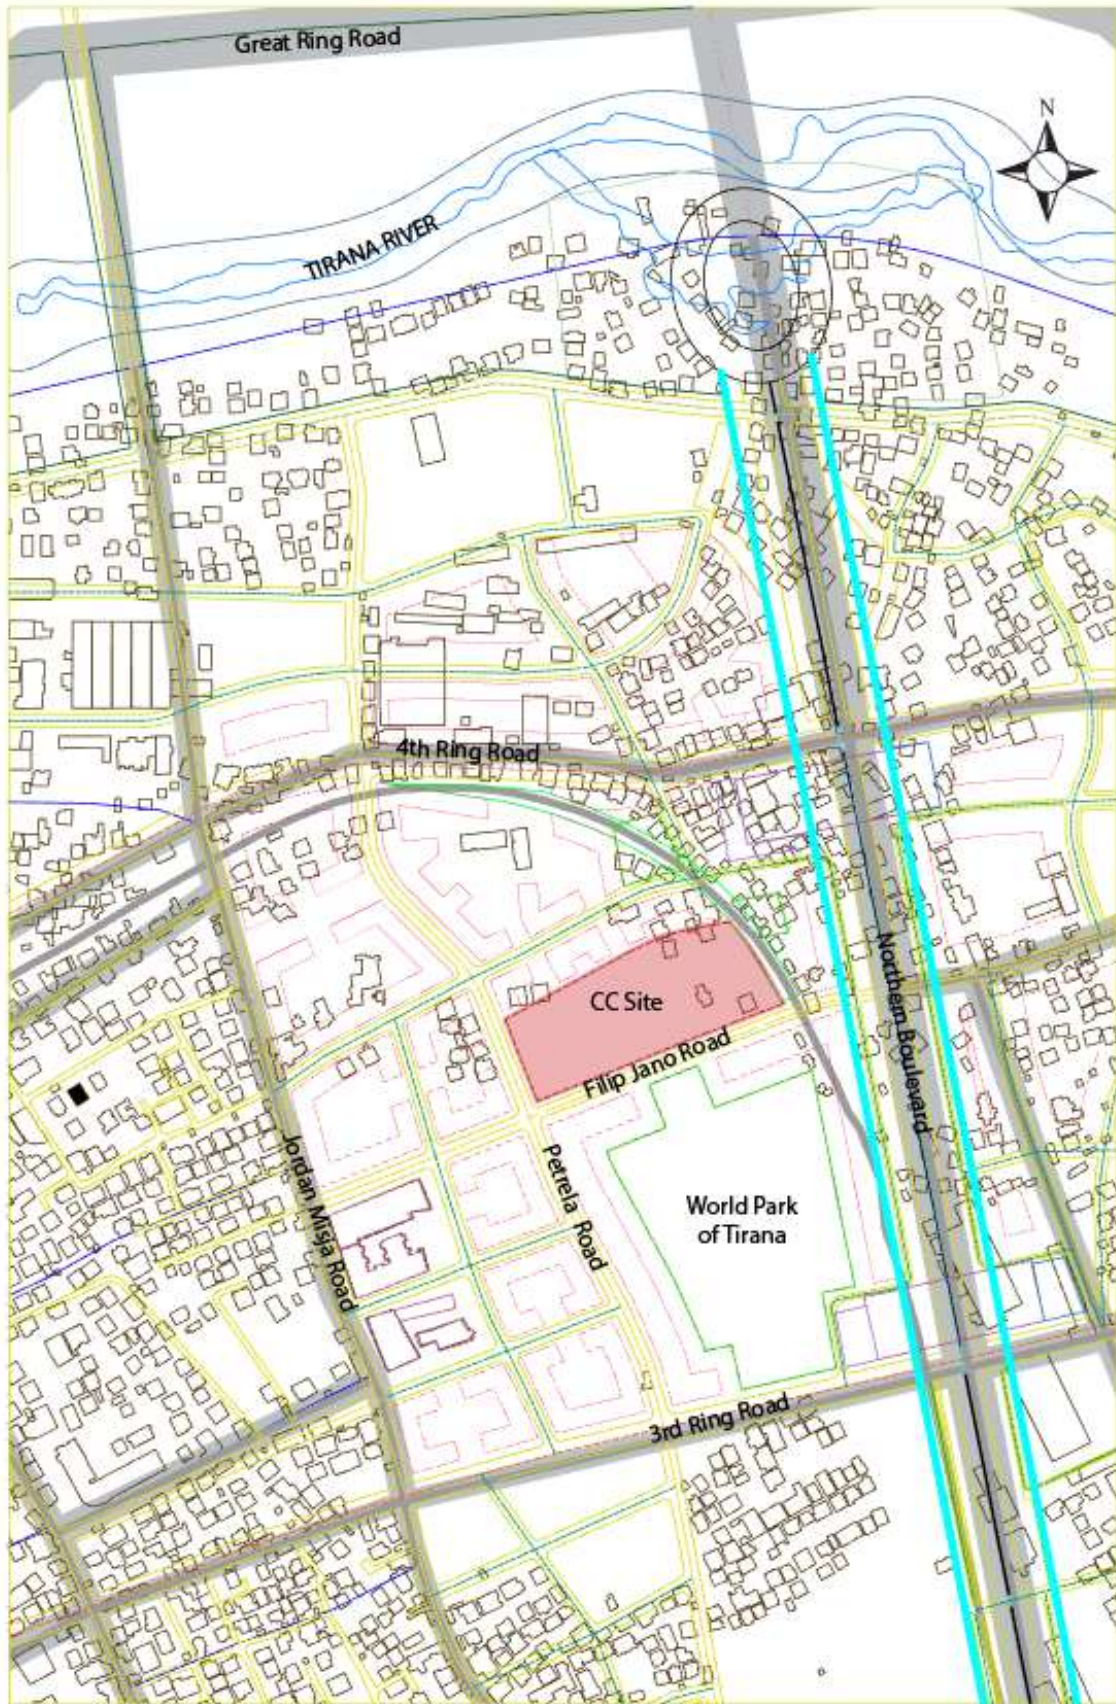 Great Ring Road
N
TIRANA RIVER
4th Ring Road
Northern Boulevard
CC Site
Filip Jano Road
Jordan Misja Road
Petrela Road
World Park
of Tirana
3rd Ring Road